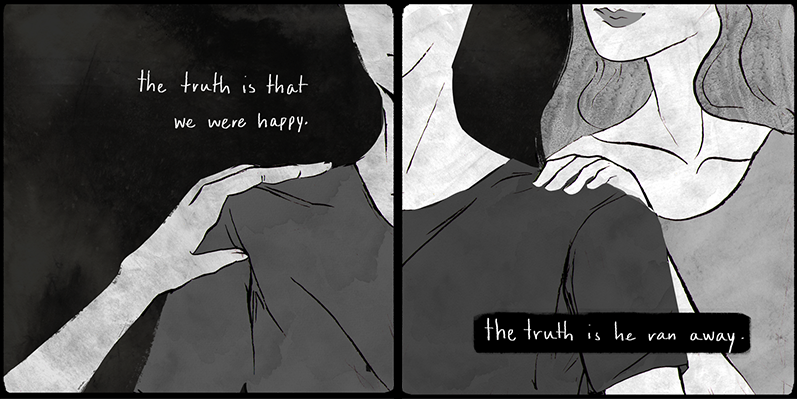 the truth is that
we were happy.
the truth is he ran away.